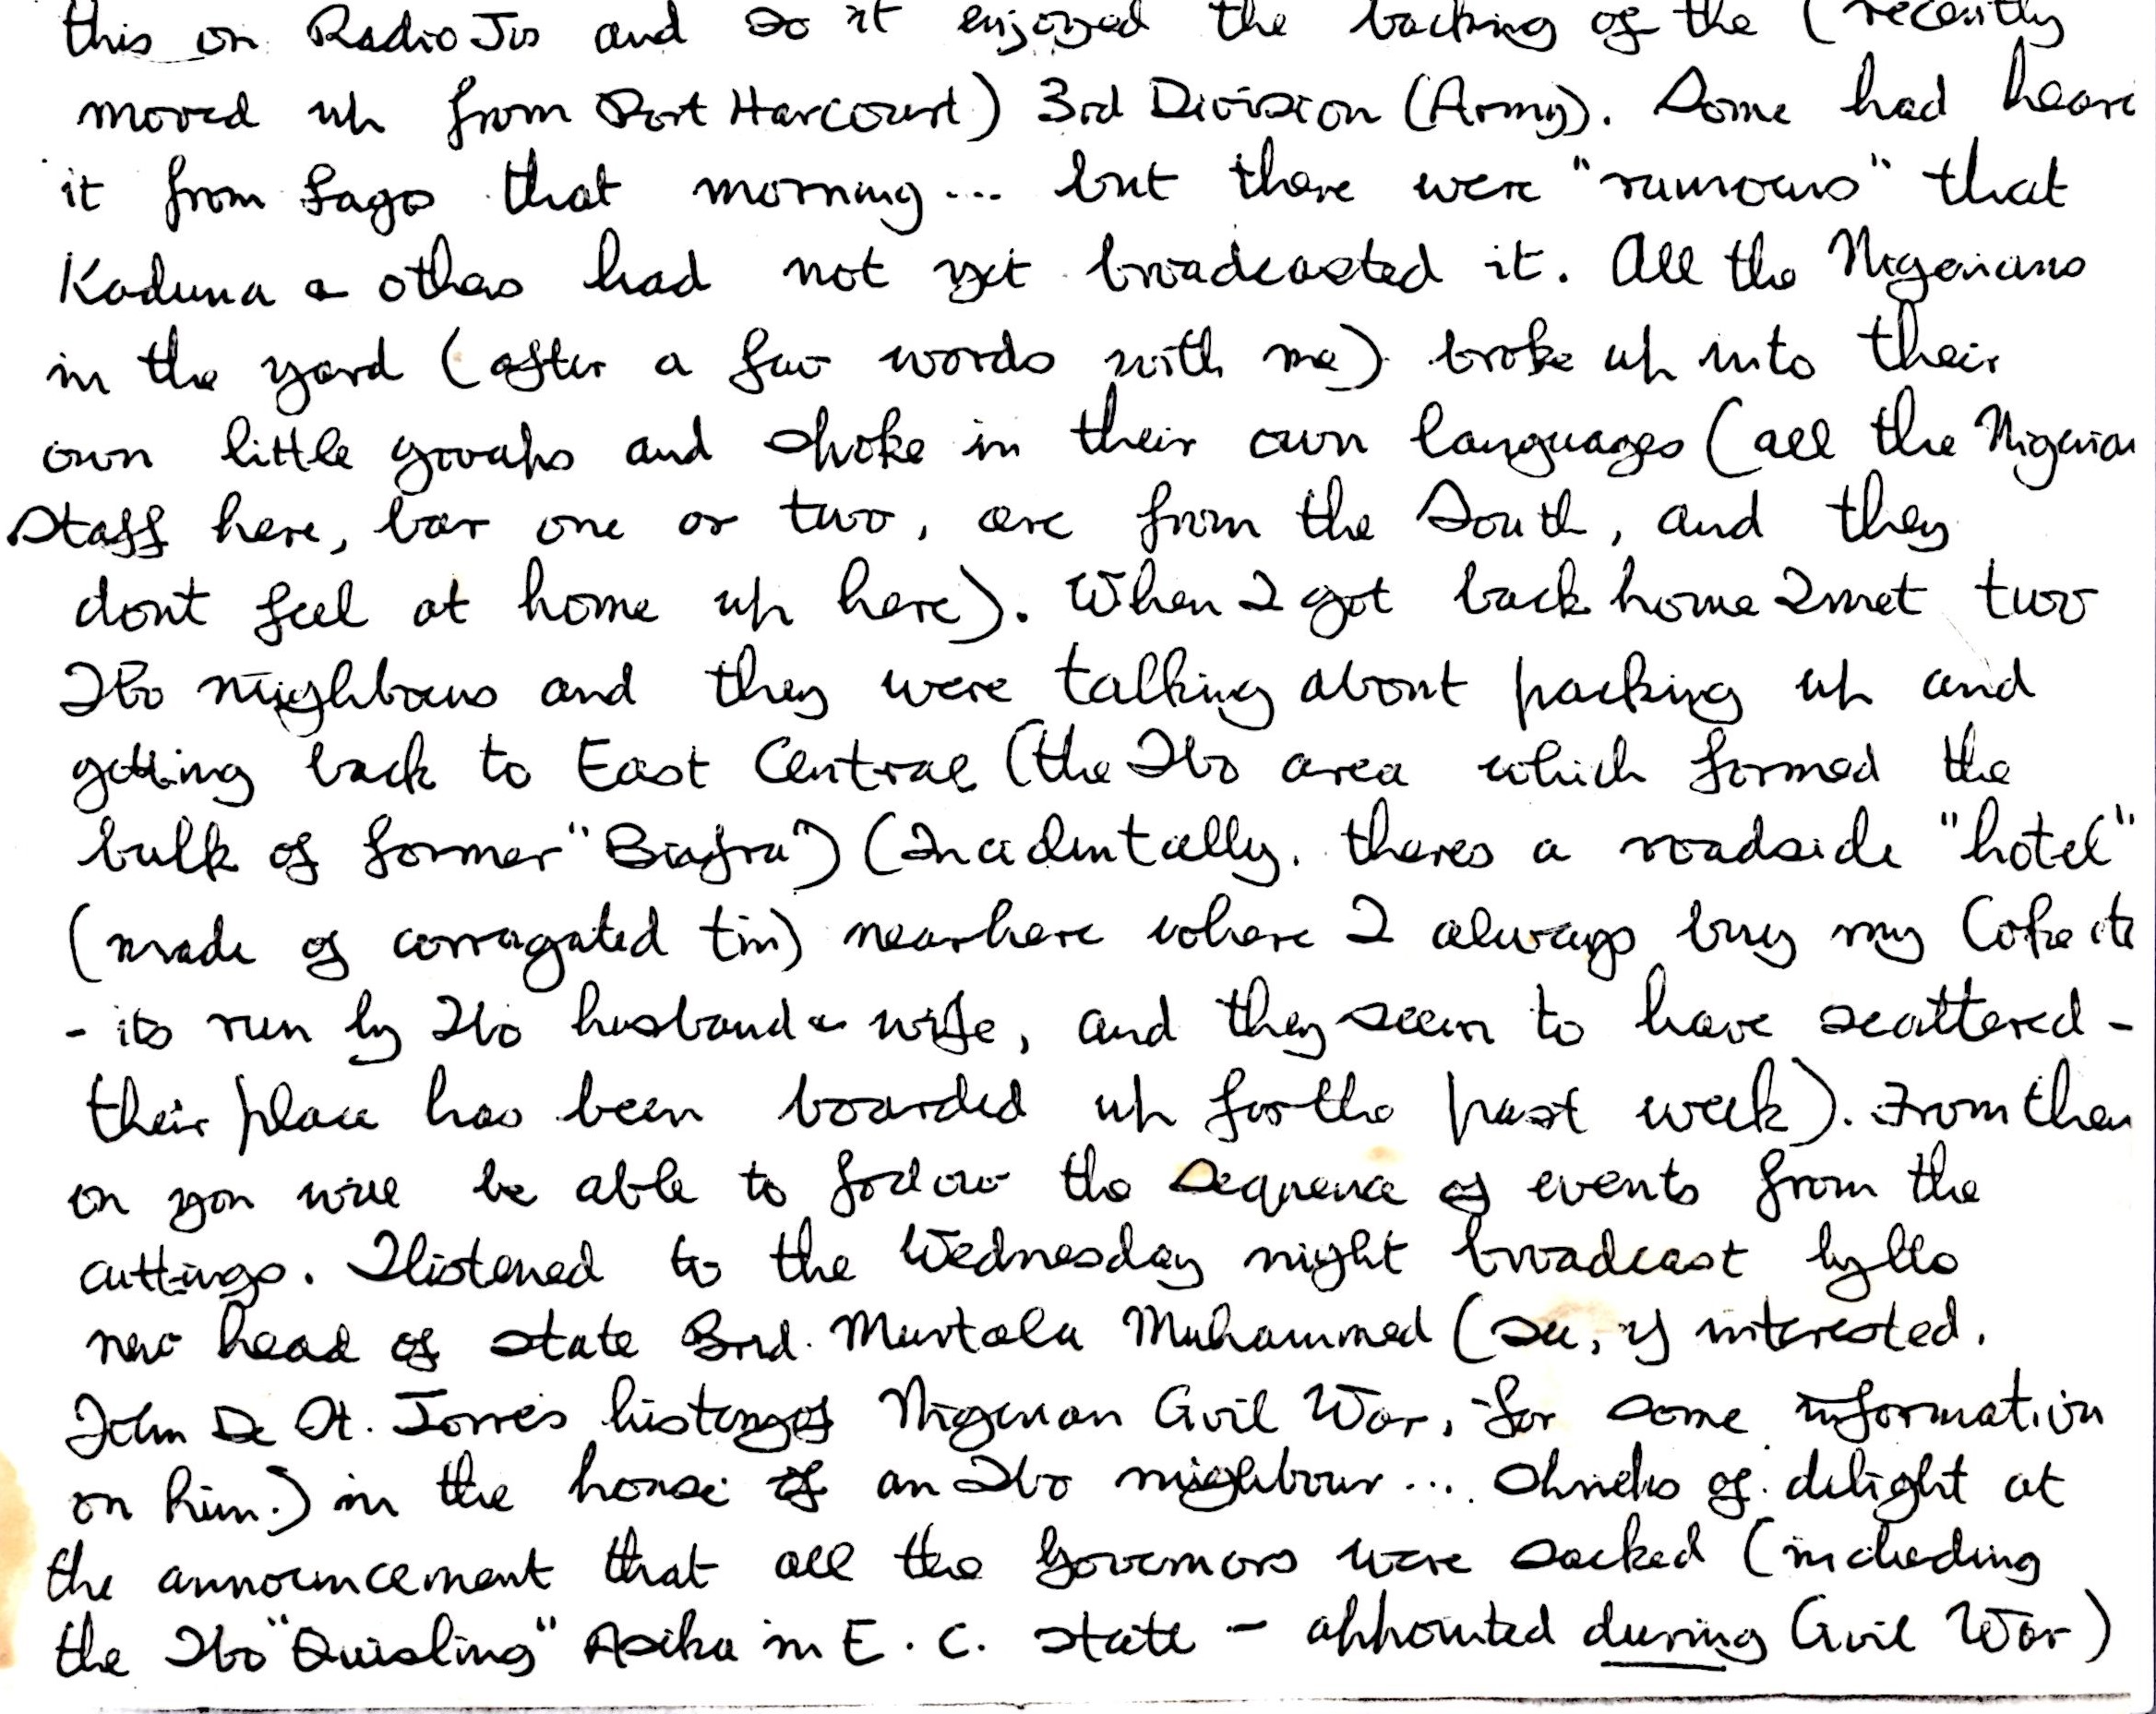 this on Radio Jos and so it enjoyed the backing of the (recently
moved up from Port Harcourt) 3rd Division (Army). Some had heard
it from Lagos that morning... but there were "rumours" that
Kaduna & others had not yet broadcasted it. All the Nigerians
in the yard (after a few words with me) broke up into their
own little groups and spoke in their own languages (all the Nigerian
staff here, bar one or two, are from the South, and they
dont feel at home up here). When I got back home I met two
Ibo neighbours and they were talking about packing up and
getting back to East Central (the Ibo area which formed the
bulk of former "Biafra") (Incidentally, theres a roadside "hotel"
(made of corrugated tin) nearhere where I always buy my Coke etc
- its run by Ibo husband & wife, and they seem to have scattered -
their place has been boarded up for the past week). From then
on you will be able to follow the sequence of events from the
cuttings. I listened to the Wednesday night broadcast by the
new head of state Brd. Murtala Muhammed (see, if interested,
John De St. Jorre's history of Nigerian Civil War, for some information
on him.) in the house of an Ibo neighbour... shrieks of delight at
the announcement that all the Governors were sacked (including
the Ibo "Quisling" Asika in E. C. state - appointed during Civil War)